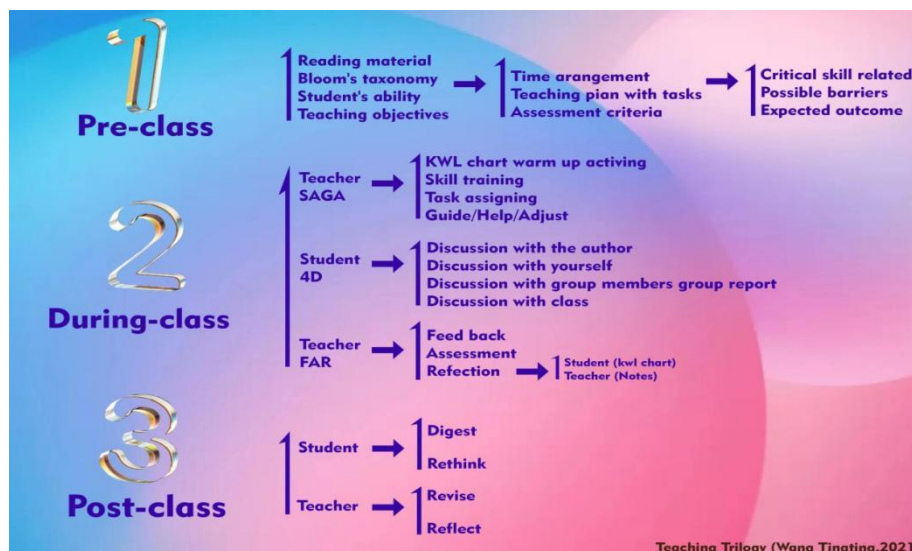 1
Pre-class
Reading material
Bloom's taxonomy
Student's ability
Teaching objectives
Time arangement
Teaching plan with tasks
Assessment criteria
Critical skill related
Possible barriers
Expected outcome
2
During-class
Teacher
SAGA
KWL chart warm up activing
Skill training
Task assigning
Guide/Help/Adjust
Student
4D
Discussion with the author
Discussion with yourself
Discussion with group members group report
Discussion with class
Teacher
FAR
Feed back
Assessment
Refection
Student (kwl chart)
Teacher (Notes)
3
Post-class
Student
Digest
Rethink
Teacher
Revise
Reflect
Teaching Trilogy (Wang Tingting,2021